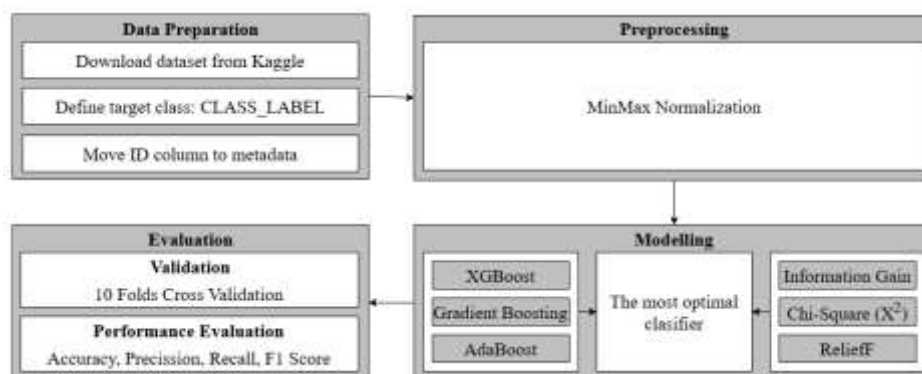 Data Preparation
Download dataset from Kaggle
Define target class: CLASS_LABEL
Move ID column to metadata
Preprocessing
MinMax Normalization
Evaluation
Validation
10 Folds Cross Validation
Performance Evaluation
Accuracy, Precission, Recall, F1 Score
Modelling
XGBoost
Gradient Boosting
AdaBoost
The most optimal
clasifier
Information Gain
Chi-Square (X²)
ReliefF